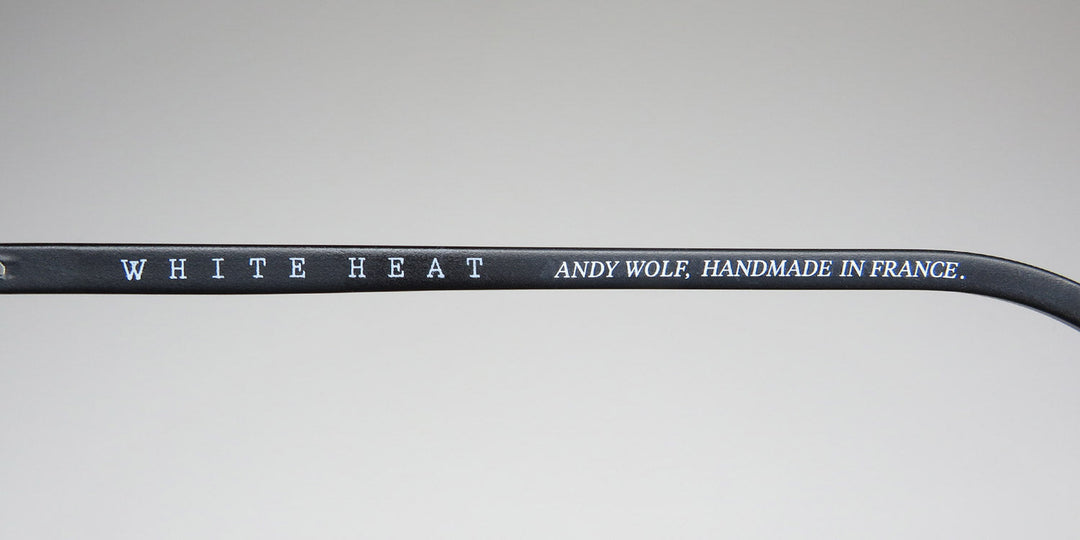 WHITE HEAT ANDY WOLF, HANDMADE IN FRANCE.